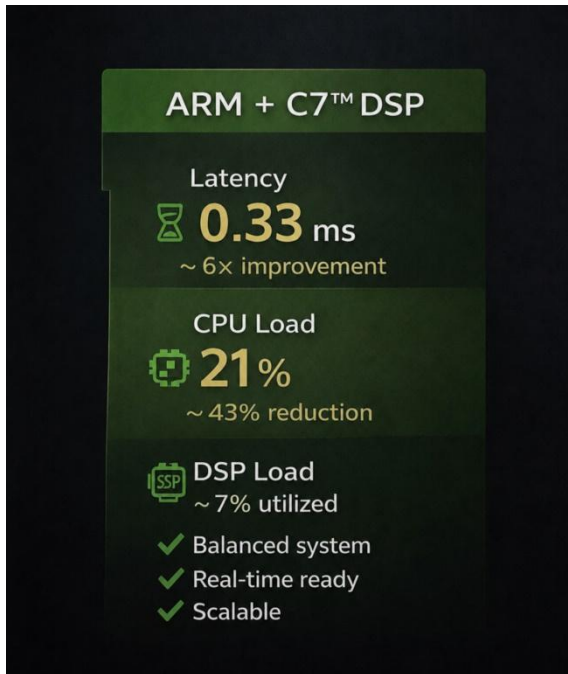 ARM + C7™ DSP
Latency
0.33 ms
~ 6× improvement
CPU Load
21%
~ 43% reduction
SSP
DSP Load
~ 7% utilized
Balanced system
Real-time ready
Scalable